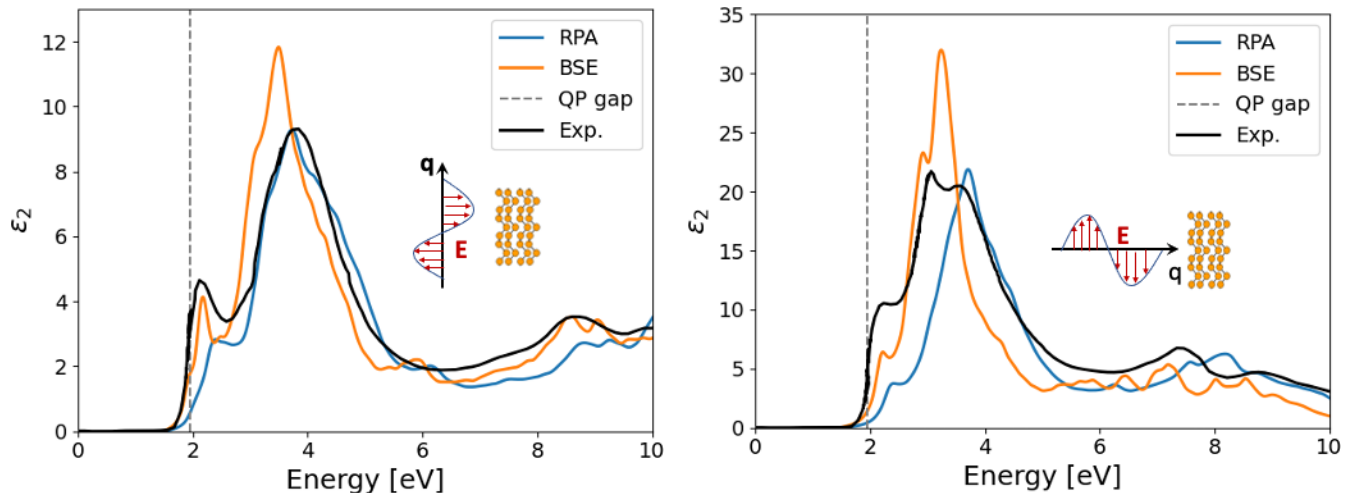 RPA
BSE
QP gap
Exp.
12
10
8
6
4
2
0
ε₂
q
E
0 2 4 6 8 10
Energy [eV]
35
30
25
20
15
10
5
0
ε₂
RPA
BSE
QP gap
Exp.
E
q
0 2 4 6 8 10
Energy [eV]